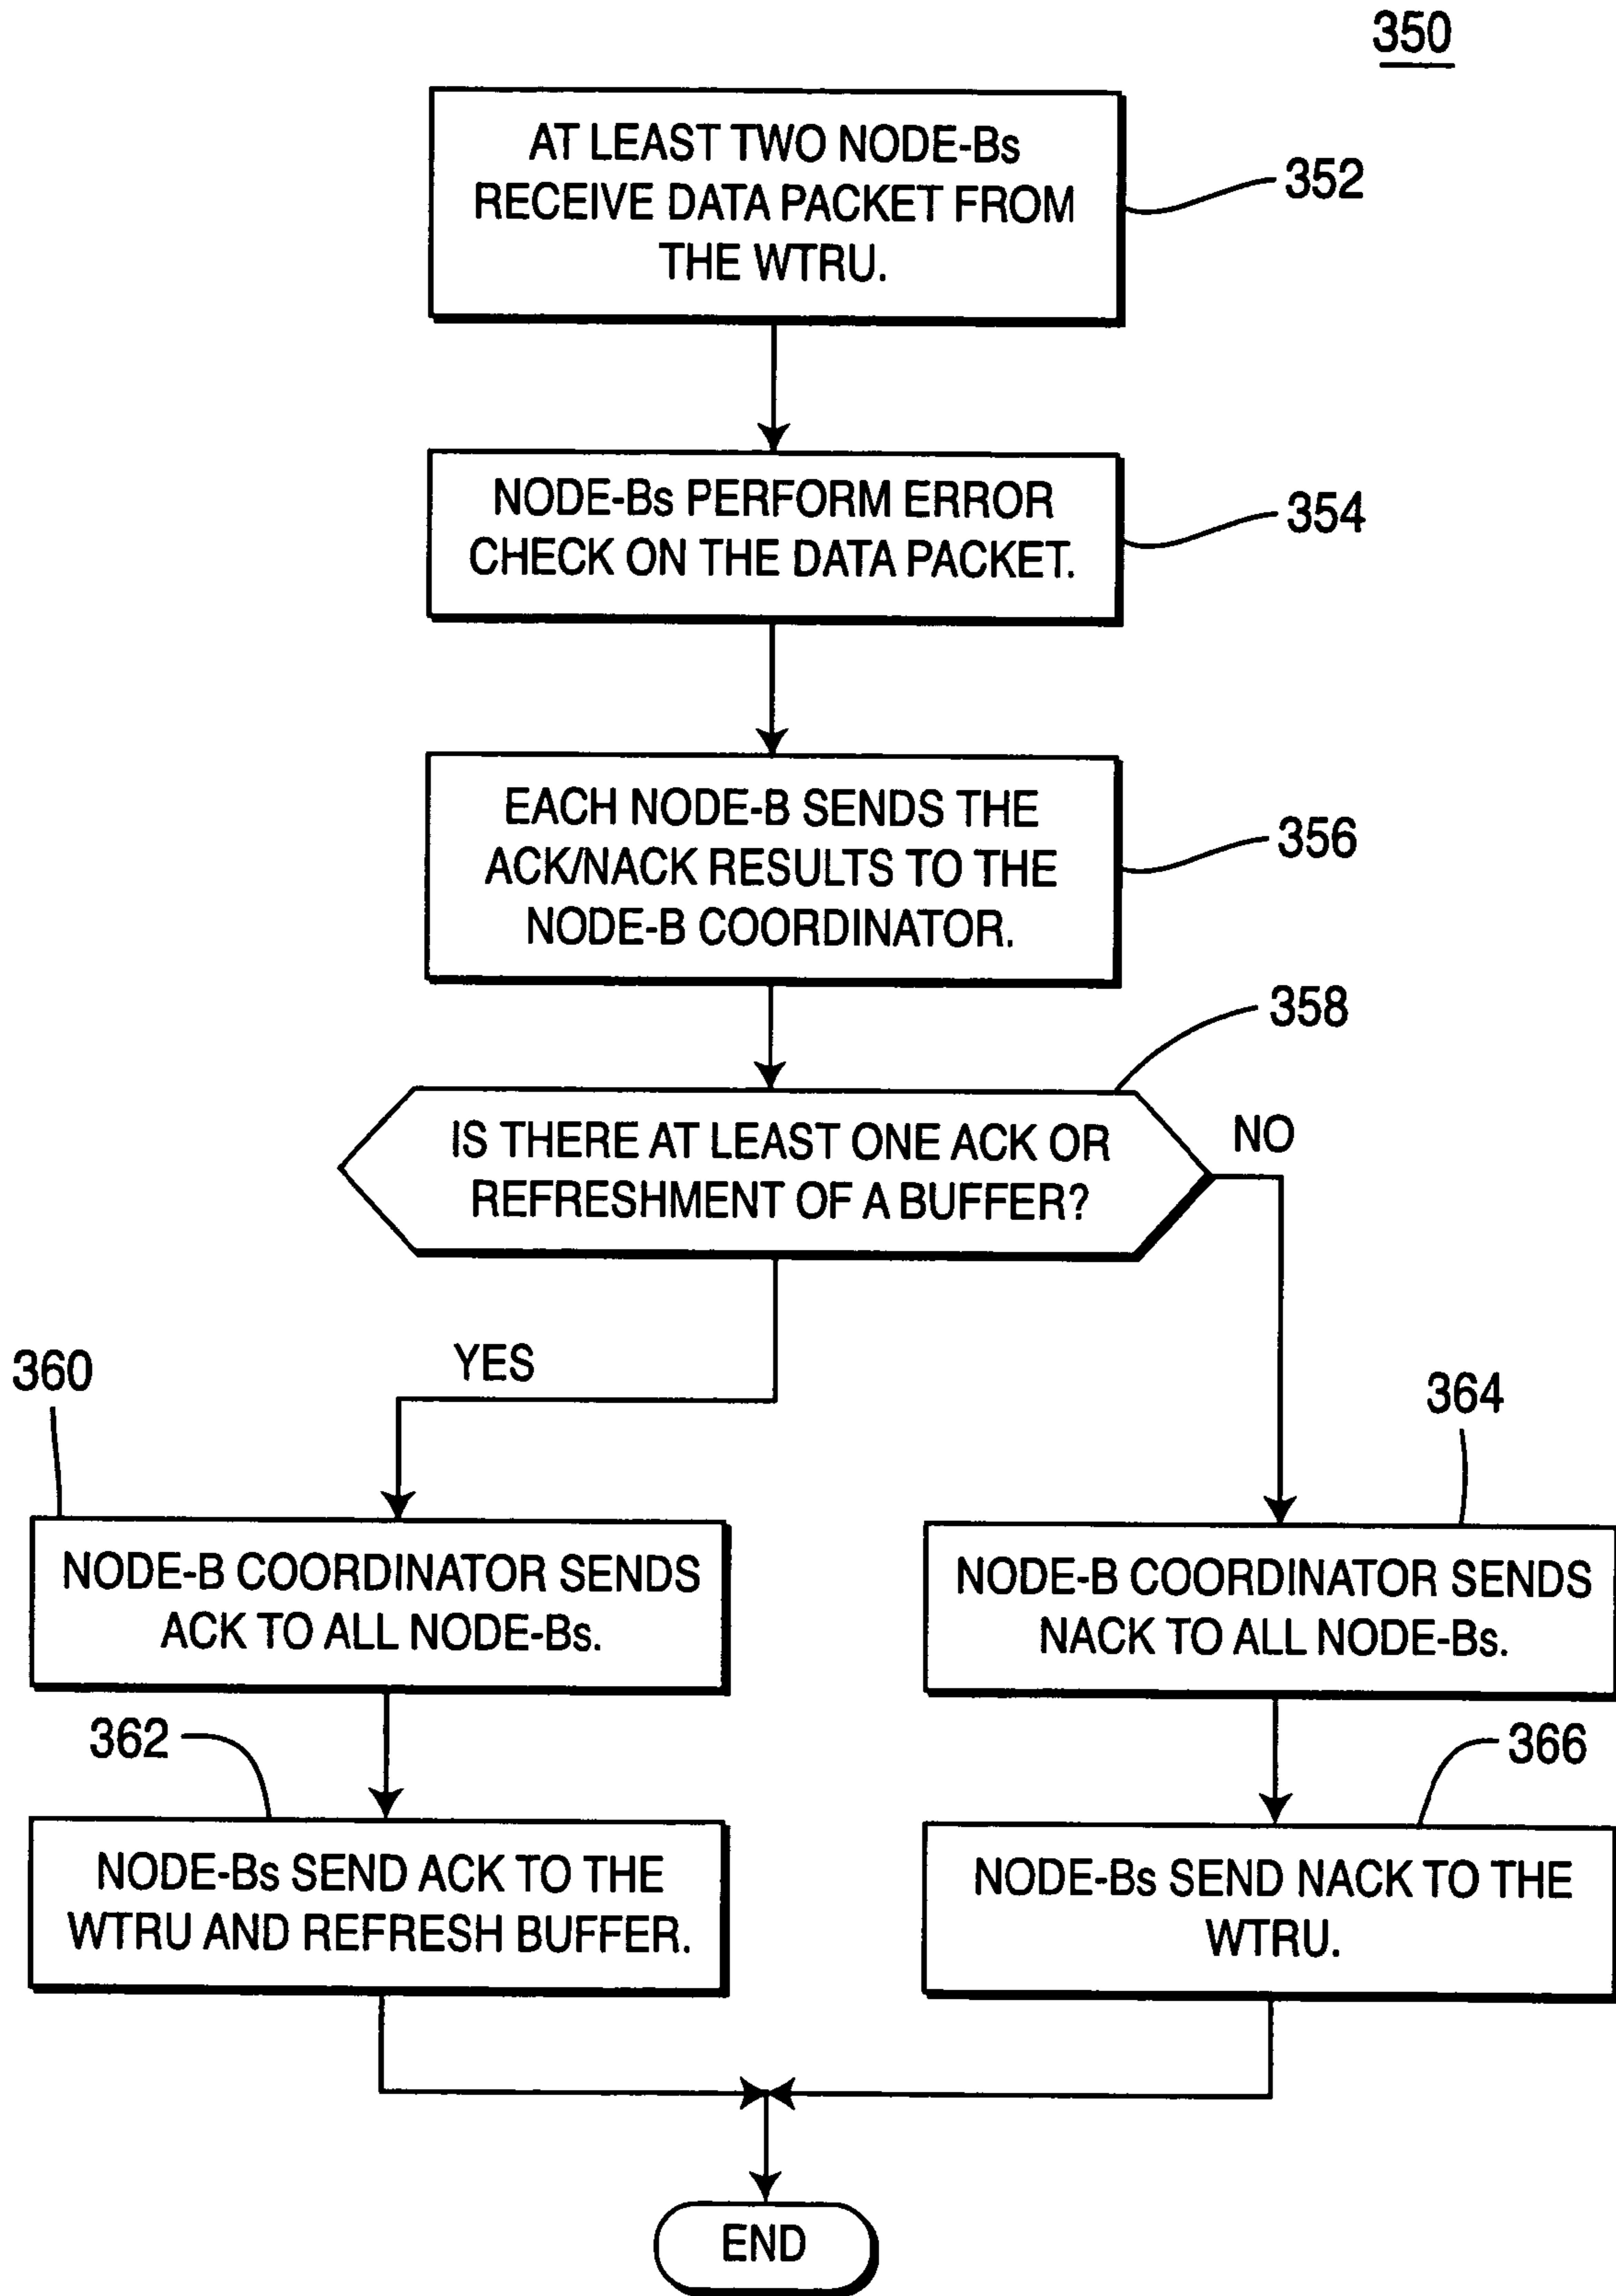 350
AT LEAST TWO NODE-Bs
RECEIVE DATA PACKET FROM
THE WTRU.
352
NODE-Bs PERFORM ERROR
CHECK ON THE DATA PACKET.
354
EACH NODE-B SENDS THE
ACK/NACK RESULTS TO THE
NODE-B COORDINATOR.
356
358
IS THERE AT LEAST ONE ACK OR
REFRESHMENT OF A BUFFER?
NO
YES
360
364
NODE-B COORDINATOR SENDS
ACK TO ALL NODE-Bs.
NODE-B COORDINATOR SENDS
NACK TO ALL NODE-Bs.
362
366
NODE-Bs SEND ACK TO THE
WTRU AND REFRESH BUFFER.
NODE-Bs SEND NACK TO THE
WTRU.
END